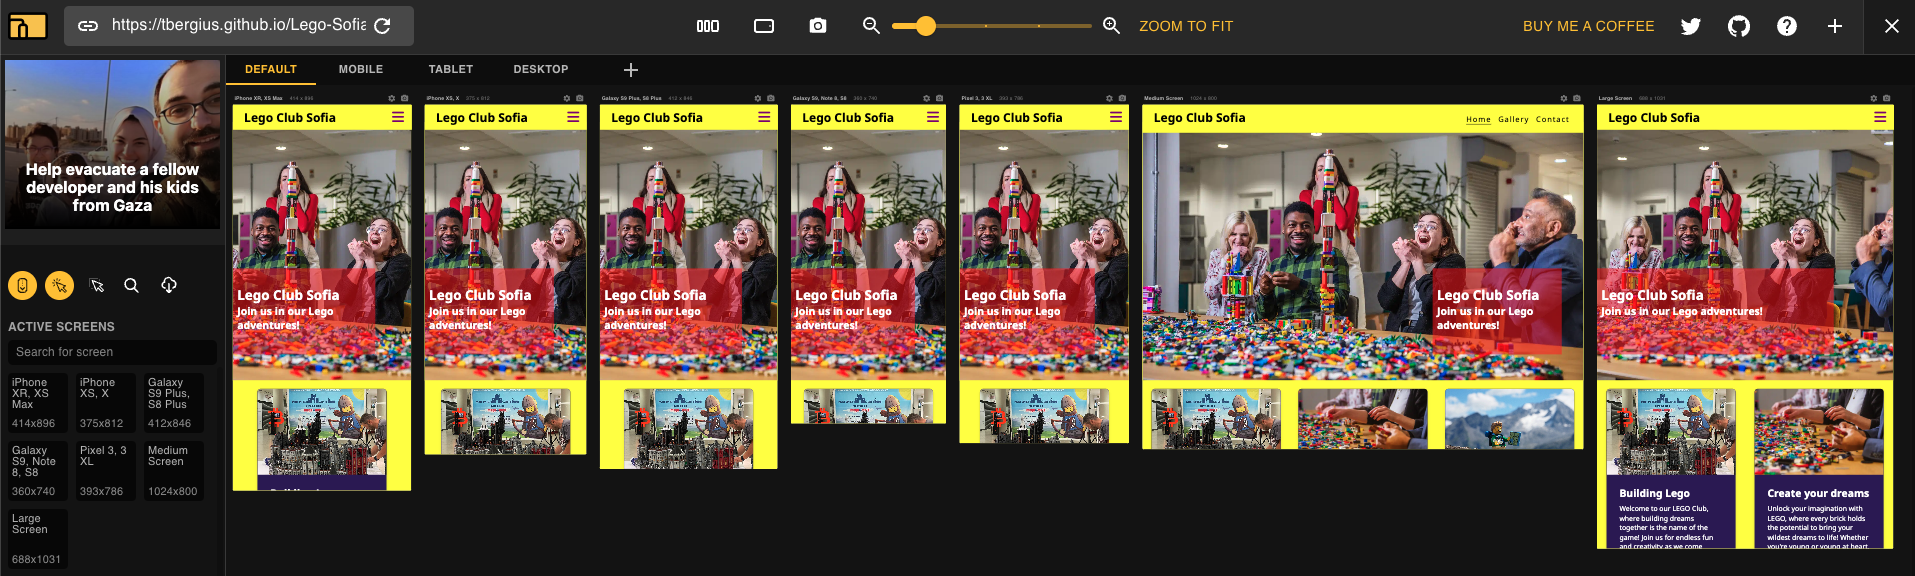 https://tbergius.github.io/Lego-Sofia
ZOOM TO FIT
BUY ME A COFFEE
Help evacuate a fellow
developer and his kids
from Gaza
ACTIVE SCREENS
Search for screen
iPhone
XR, XS
Max
414x896
iPhone
XS, X
375x812
Galaxy
S9 Plus,
S8 Plus
412x846
Galaxy
S9, Note
8, S8
360x740
Pixel 3, 3
XL
393x786
Medium
Screen
1024x800
Large
Screen
688x1031
DEFAULT MOBILE TABLET DESKTOP
iPhone XR, XS Max 414 x 896
Lego Club Sofia
Lego Club Sofia
Join us in our Lego
adventures!
iPhone XS, X 375 x 812
Lego Club Sofia
Lego Club Sofia
Join us in our Lego
adventures!
Galaxy S9 Plus, S8 Plus 412 x 846
Lego Club Sofia
Lego Club Sofia
Join us in our Lego
adventures!
Galaxy S9, Note 8, S8 360 x 740
Lego Club Sofia
Lego Club Sofia
Join us in our Lego
adventures!
Pixel 3, 3 XL 393 x 786
Lego Club Sofia
Lego Club Sofia
Join us in our Lego
adventures!
Medium Screen 1024 x 800
Lego Club Sofia
Home Gallery Contact
Lego Club Sofia
Join us in our Lego
adventures!
Large Screen 688 x 1031
Lego Club Sofia
Lego Club Sofia
Join us in our Lego adventures!
Building Lego
Welcome to our LEGO Club,
where building dreams
together is the name of the
game! Join us for endless fun
and creativity as we come
Create your dreams
Unlock your imagination with
LEGO, where every brick holds
the potential to bring your
wildest dreams to life! Whether
you're young or young at heart,